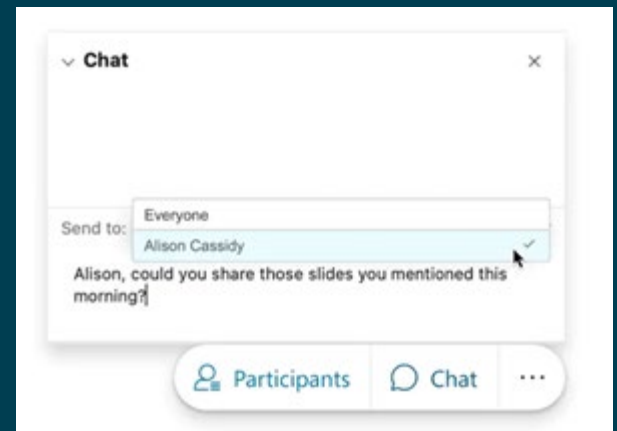 Chat
Everyone
Send to:
Alison Cassidy
Alison, could you share those slides you mentioned this
morning?
Participants
Chat